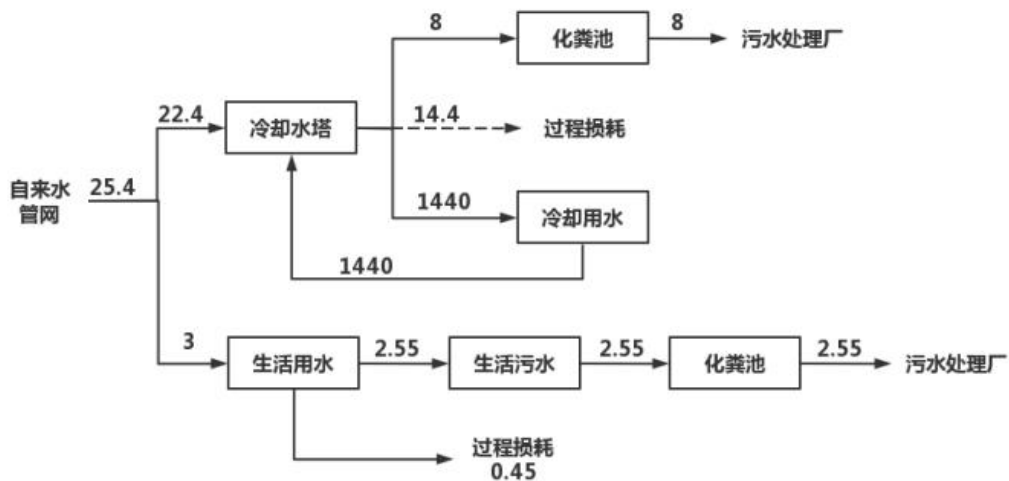 8
化粪池
8
污水处理厂
22.4
冷却水塔
14.4
过程损耗
自来水
管网
25.4
1440
冷却用水
1440
3
生活用水
2.55
生活污水
2.55
化粪池
2.55
污水处理厂
过程损耗
0.45